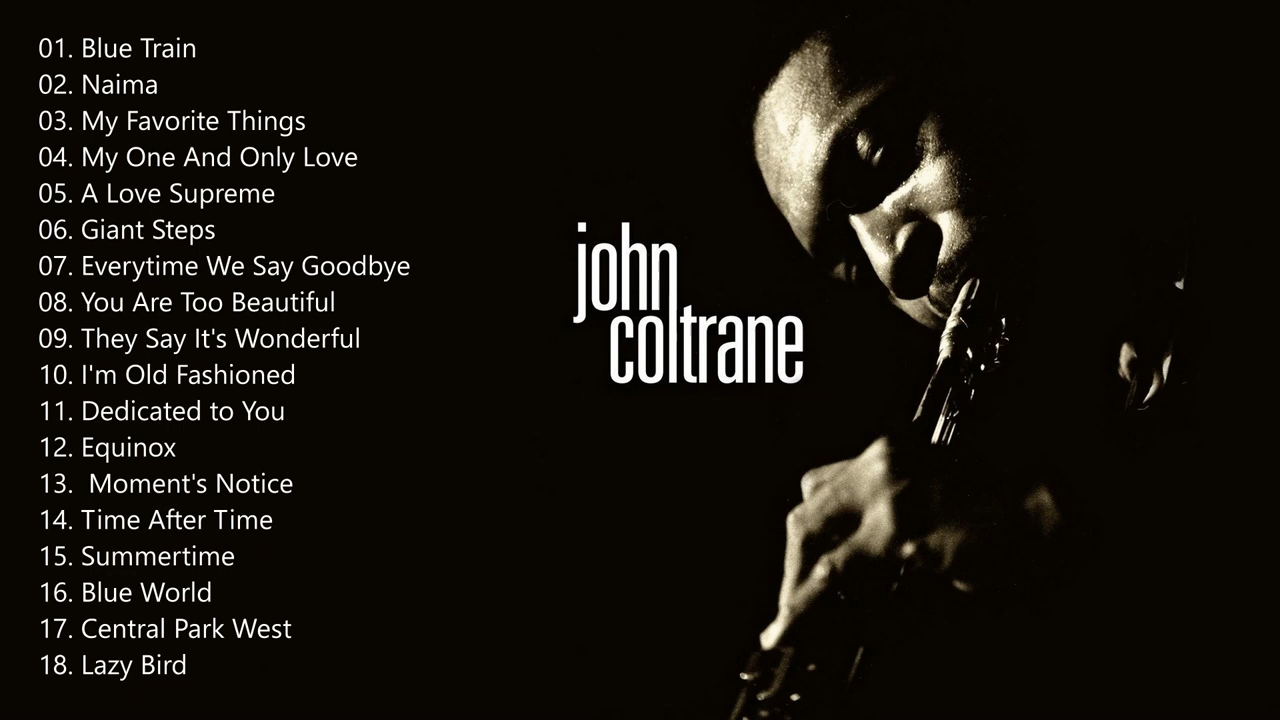 01. Blue Train
02. Naima
03. My Favorite Things
04. My One And Only Love
05. A Love Supreme
06. Giant Steps
07. Everytime We Say Goodbye
08. You Are Too Beautiful
09. They Say It's Wonderful
10. I'm Old Fashioned
11. Dedicated to You
12. Equinox
13.  Moment's Notice
14. Time After Time
15. Summertime
16. Blue World
17. Central Park West
18. Lazy Bird
john
coltrane